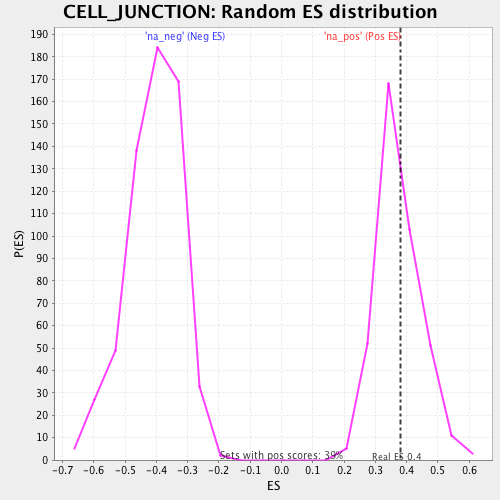 CELL_JUNCTION: Random ES distribution
'na_neg' (Neg ES)
'na_pos' (Pos ES)
190
180
170
160
150
140
130
120
110
100
90
80
70
60
50
40
30
20
10
0
P(ES)
Sets with pos scores: 39%
Real ES 0.4
-0.7 -0.6 -0.5 -0.4 -0.3 -0.2 -0.1 0.0 0.1 0.2 0.3 0.4 0.5 0.6
ES